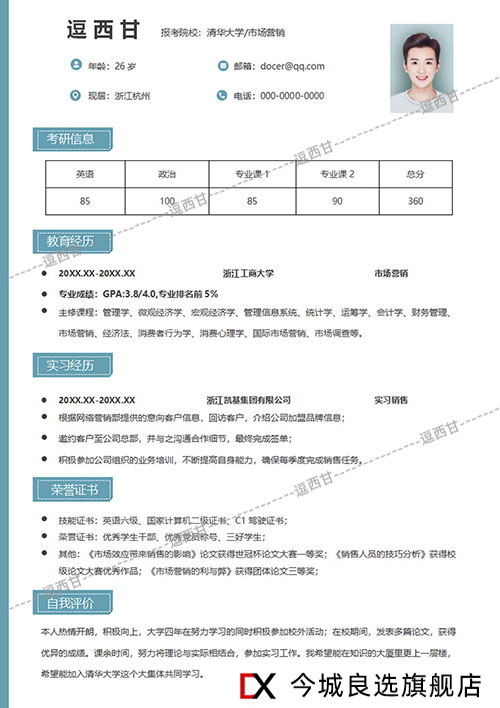 逗西甘
报考院校：清华大学/市场营销
年龄：26岁
邮箱：docer@qq.com
现居：浙江杭州
电话：000-0000-0000
考研信息
英语 政治 专业课 1 专业课 2 总分
85 100 85 90 360
教育经历
20XX.XX-20XX.XX 浙江工商大学 市场营销
专业成绩：GPA:3.8/4.0,专业排名前 5%
主修课程：管理学、微观经济学、宏观经济学、管理信息系统、统计学、运筹学、会计学、财务管理、
市场营销、经济法、消费者行为学、消费心理学、国际市场营销、市场调查等。
实习经历
20XX.XX-20XX.XX 浙江凯基集团有限公司 实习销售
根据网络营销部提供的意向客户信息，回访客户，介绍公司加盟品牌信息；
邀约客户至公司总部，并与之沟通合作细节，最终完成签单；
积极参加公司组织的业务培训，不断提高自身能力，确保每季度完成销售任务。
荣誉证书
技能证书：英语六级、国家计算机二级证书、C1 驾驶证书；
荣誉证书：优秀学生干部、优秀党员称号、三好学生；
其他：《市场效应带来销售的影响》论文获得世冠杯论文大赛一等奖；《销售人员的技巧分析》获得校
级论文大赛优秀作品；《市场营销的利与弊》获得团体论文三等奖；
自我评价
本人热情开朗，积极向上，大学四年在努力学习的同时积极参加校外活动；在校期间，发表多篇论文，获得
优异的成绩。课余时间，努力将理论与实际相结合，参加实习工作。我希望能在知识的大厦里更上一层楼，
希望能加入清华大学这个大集体共同学习。
逗西甘
逗西甘
逗西甘
逗西甘
逗西甘
逗西甘
DX 今城良选旗舰店